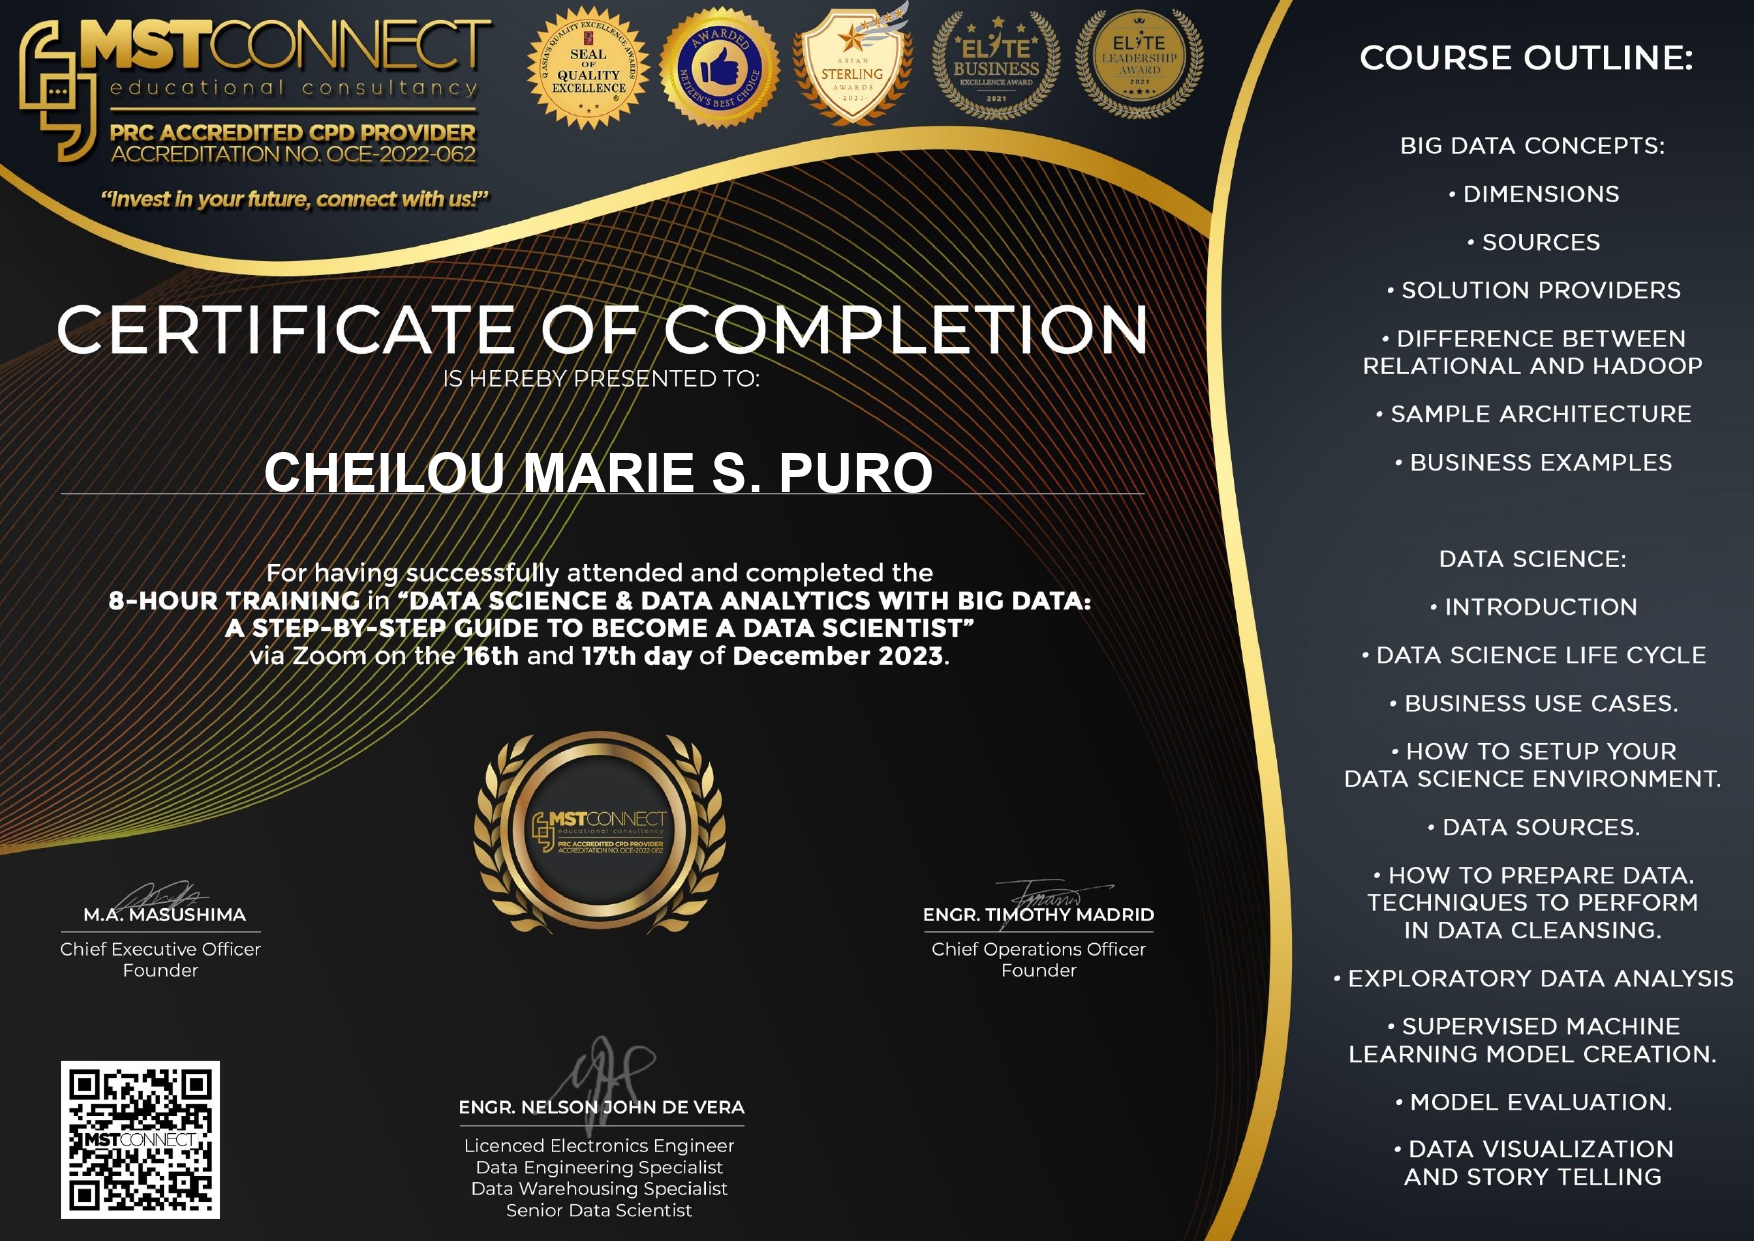 MSTCONNECT
educational consultancy
PRC ACCREDITED CPD PROVIDER
ACCREDITATION NO. OCE-2022-062
“Invest in your future, connect with us!”
ASIA'S QUALITY EXCELLENCE AWARDS
SEAL
OF
QUALITY
EXCELLENCE
AWARDED
NETIZEN'S BEST CHOICE
ASIAN
STERLING
AWARDS
2021
ELITE
BUSINESS
EXCELLENCE AWARD
2021
ELITE
LEADERSHIP
AWARD
2021
CERTIFICATE OF COMPLETION
IS HEREBY PRESENTED TO:
CHEILOU MARIE S. PURO
For having successfully attended and completed the
8-HOUR TRAINING in “DATA SCIENCE & DATA ANALYTICS WITH BIG DATA:
A STEP-BY-STEP GUIDE TO BECOME A DATA SCIENTIST”
via Zoom on the 16th and 17th day of December 2023.
MSTCONNECT
educational consultancy
PRC ACCREDITED CPD PROVIDER
ACCREDITATION NO. OCE-2022-062
M.A. MASUSHIMA
Chief Executive Officer
Founder
ENGR. TIMOTHY MADRID
Chief Operations Officer
Founder
MSTCONNECT
ENGR. NELSON JOHN DE VERA
Licenced Electronics Engineer
Data Engineering Specialist
Data Warehousing Specialist
Senior Data Scientist
COURSE OUTLINE:
BIG DATA CONCEPTS:
• DIMENSIONS
• SOURCES
• SOLUTION PROVIDERS
• DIFFERENCE BETWEEN
RELATIONAL AND HADOOP
• SAMPLE ARCHITECTURE
• BUSINESS EXAMPLES
DATA SCIENCE:
• INTRODUCTION
• DATA SCIENCE LIFE CYCLE
• BUSINESS USE CASES.
• HOW TO SETUP YOUR
DATA SCIENCE ENVIRONMENT.
• DATA SOURCES.
• HOW TO PREPARE DATA.
TECHNIQUES TO PERFORM
IN DATA CLEANSING.
• EXPLORATORY DATA ANALYSIS
• SUPERVISED MACHINE
LEARNING MODEL CREATION.
• MODEL EVALUATION.
• DATA VISUALIZATION
AND STORY TELLING